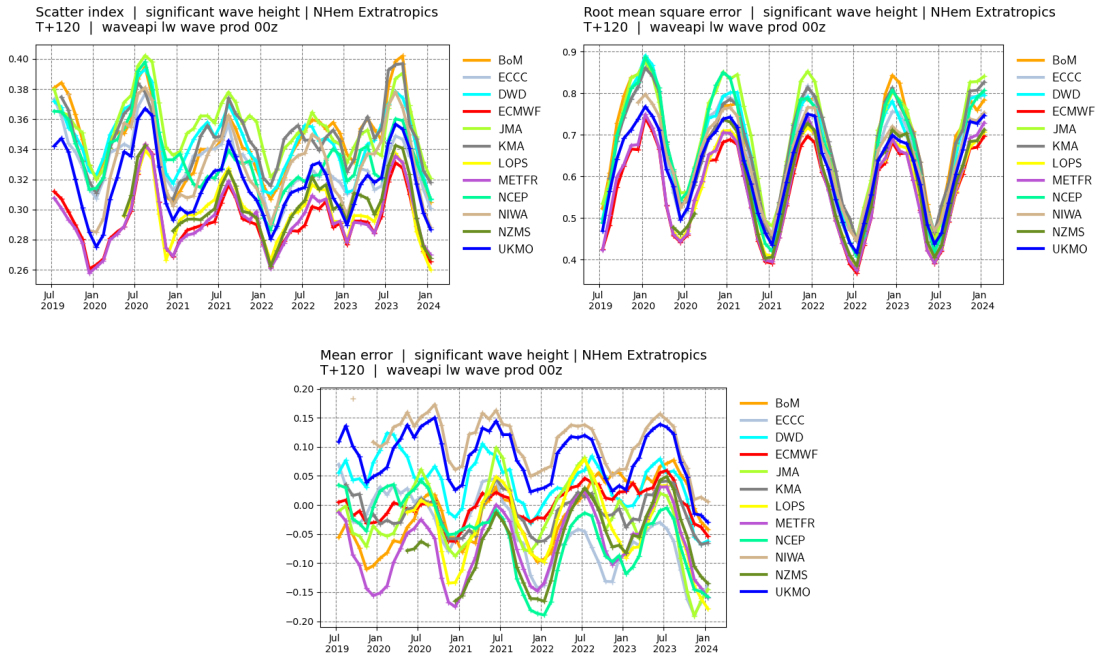 Scatter index | significant wave height | NHem Extratropics
T+120 | waveapi lw wave prod 00z
0.40
0.38
0.36
0.34
0.32
0.30
0.28
0.26
Jul Jan Jul Jan Jul Jan Jul Jan Jul Jan
2019 2020 2020 2021 2021 2022 2022 2023 2023 2024
BoM
ECCC
DWD
ECMWF
JMA
KMA
LOPS
METFR
NCEP
NIWA
NZMS
UKMO
Root mean square error | significant wave height | NHem Extratropics
T+120 | waveapi lw wave prod 00z
0.9
0.8
0.7
0.6
0.5
0.4
Jul Jan Jul Jan Jul Jan Jul Jan Jul Jan
2019 2020 2020 2021 2021 2022 2022 2023 2023 2024
BoM
ECCC
DWD
ECMWF
JMA
KMA
LOPS
METFR
NCEP
NIWA
NZMS
UKMO
Mean error | significant wave height | NHem Extratropics
T+120 | waveapi lw wave prod 00z
0.20
0.15
0.10
0.05
0.00
−0.05
−0.10
−0.15
−0.20
Jul Jan Jul Jan Jul Jan Jul Jan Jul Jan
2019 2020 2020 2021 2021 2022 2022 2023 2023 2024
BoM
ECCC
DWD
ECMWF
JMA
KMA
LOPS
METFR
NCEP
NIWA
NZMS
UKMO